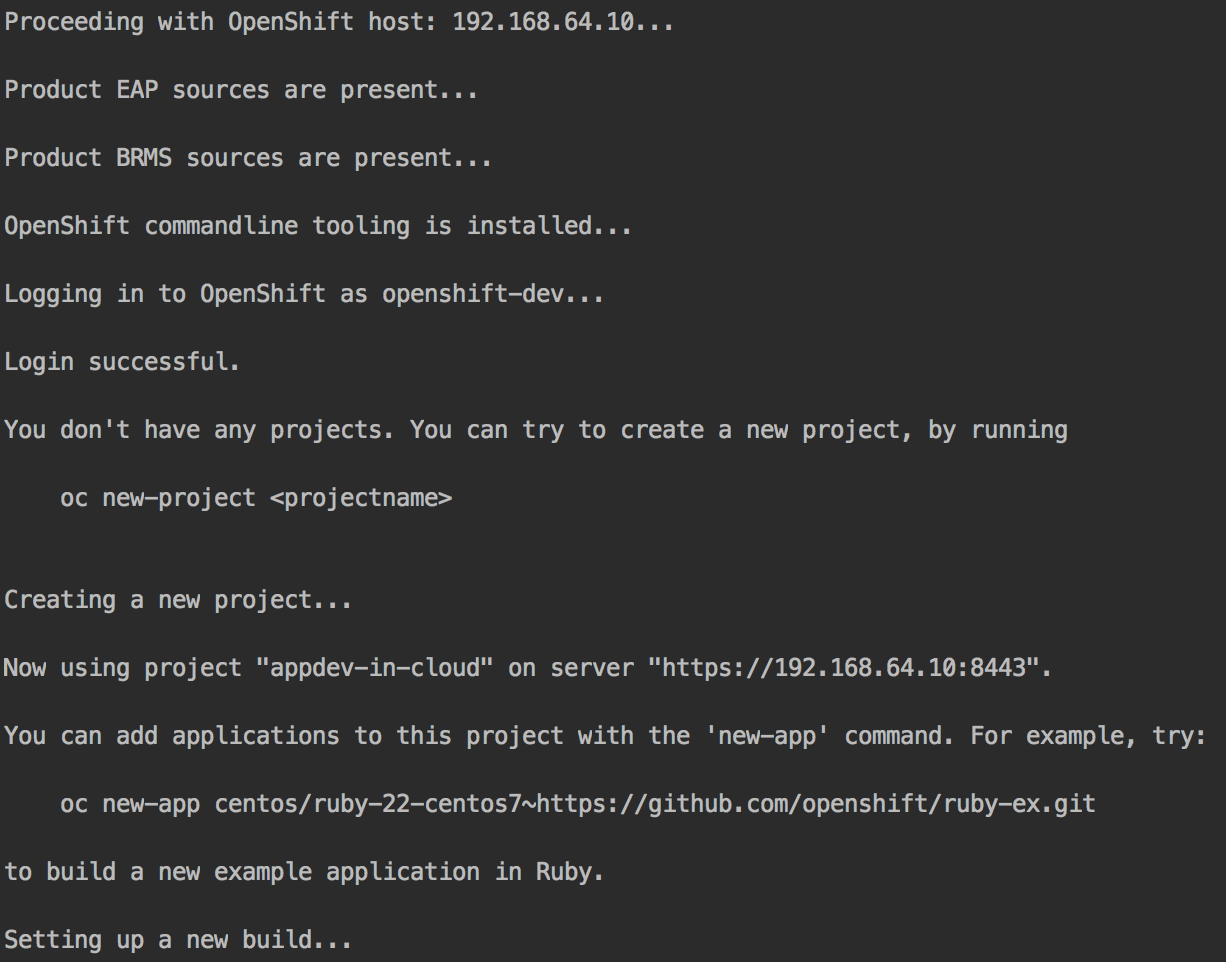 Proceeding with OpenShift host: 192.168.64.10...
Product EAP sources are present...
Product BRMS sources are present...
OpenShift commandline tooling is installed...
Logging in to OpenShift as openshift-dev...
Login successful.
You don't have any projects. You can try to create a new project, by running
    oc new-project <projectname>
Creating a new project...
Now using project "appdev-in-cloud" on server "https://192.168.64.10:8443".
You can add applications to this project with the 'new-app' command. For example, try:
    oc new-app centos/ruby-22-centos7~https://github.com/openshift/ruby-ex.git
to build a new example application in Ruby.
Setting up a new build...